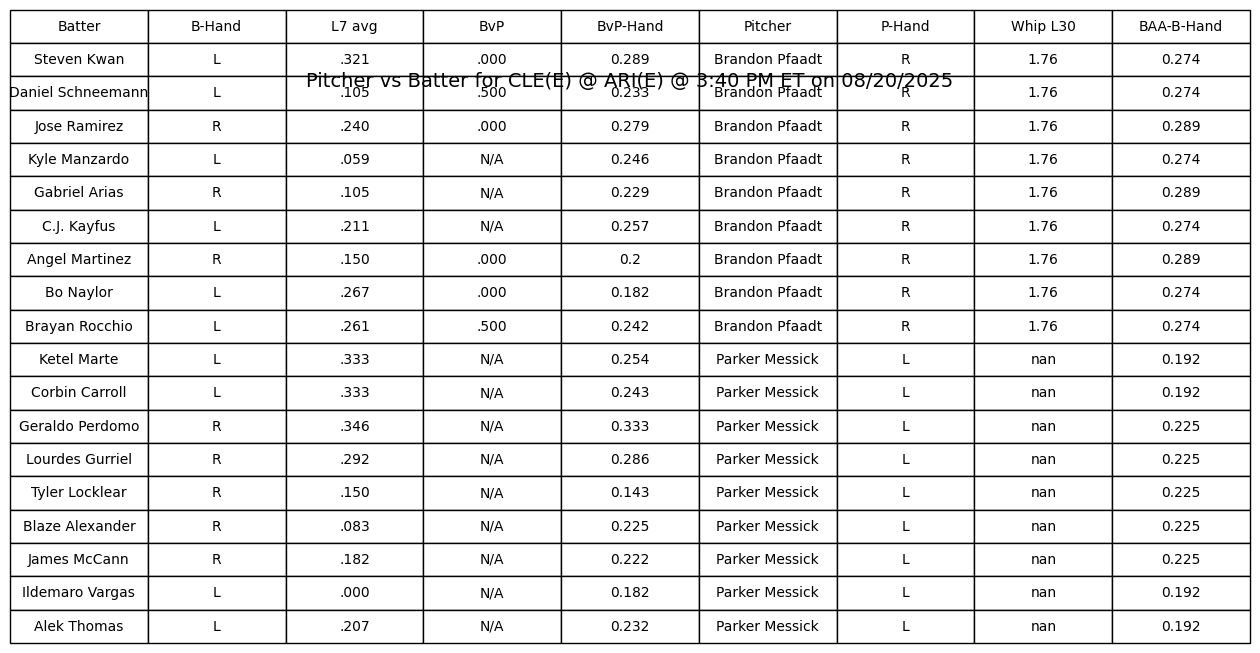 Batter B-Hand L7 avg BvP BvP-Hand Pitcher P-Hand Whip L30 BAA-B-Hand
Steven Kwan L .321 .000 0.289 Brandon Pfaadt R 1.76 0.274
Pitcher vs Batter for CLE(E) @ ARI(E) @ 3:40 PM ET on 08/20/2025
Daniel Schneemann L .105 .500 0.233 Brandon Pfaadt R 1.76 0.274
Jose Ramirez R .240 .000 0.279 Brandon Pfaadt R 1.76 0.289
Kyle Manzardo L .059 N/A 0.246 Brandon Pfaadt R 1.76 0.274
Gabriel Arias R .105 N/A 0.229 Brandon Pfaadt R 1.76 0.289
C.J. Kayfus L .211 N/A 0.257 Brandon Pfaadt R 1.76 0.274
Angel Martinez R .150 .000 0.2 Brandon Pfaadt R 1.76 0.289
Bo Naylor L .267 .000 0.182 Brandon Pfaadt R 1.76 0.274
Brayan Rocchio L .261 .500 0.242 Brandon Pfaadt R 1.76 0.274
Ketel Marte L .333 N/A 0.254 Parker Messick L nan 0.192
Corbin Carroll L .333 N/A 0.243 Parker Messick L nan 0.192
Geraldo Perdomo R .346 N/A 0.333 Parker Messick L nan 0.225
Lourdes Gurriel R .292 N/A 0.286 Parker Messick L nan 0.225
Tyler Locklear R .150 N/A 0.143 Parker Messick L nan 0.225
Blaze Alexander R .083 N/A 0.225 Parker Messick L nan 0.225
James McCann R .182 N/A 0.222 Parker Messick L nan 0.225
Ildemaro Vargas L .000 N/A 0.182 Parker Messick L nan 0.192
Alek Thomas L .207 N/A 0.232 Parker Messick L nan 0.192